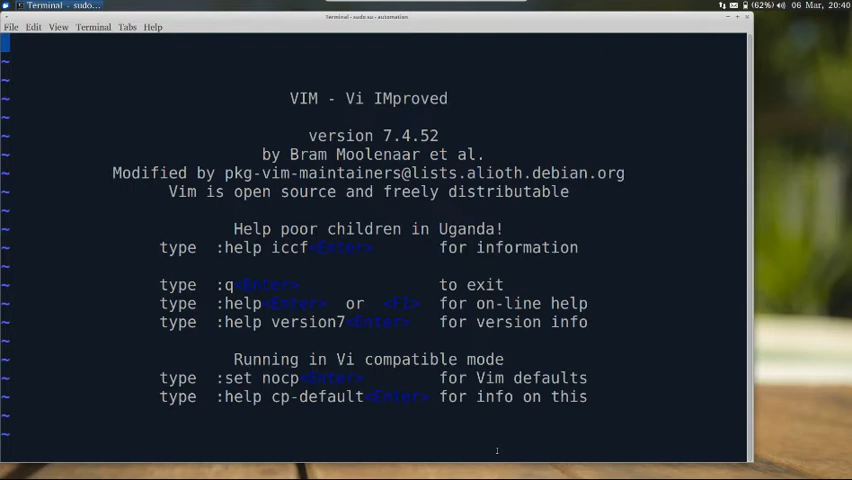 Terminal - sudo... (62%) 06 Mar, 20:40
Terminal - sudo su - automation
File Edit View Terminal Tabs Help
~
~
~
VIM - Vi IMproved
~
~
version 7.4.52
~
by Bram Moolenaar et al.
~
Modified by pkg-vim-maintainers@lists.alioth.debian.org
~
Vim is open source and freely distributable
~
~
Help poor children in Uganda!
~
type :help iccf<Enter> for information
~
~
type :q<Enter> to exit
~
type :help<Enter> or <F1> for on-line help
~
type :help version7<Enter> for version info
~
~
Running in Vi compatible mode
~
type :set nocp<Enter> for Vim defaults
~
type :help cp-default<Enter> for info on this
~
~